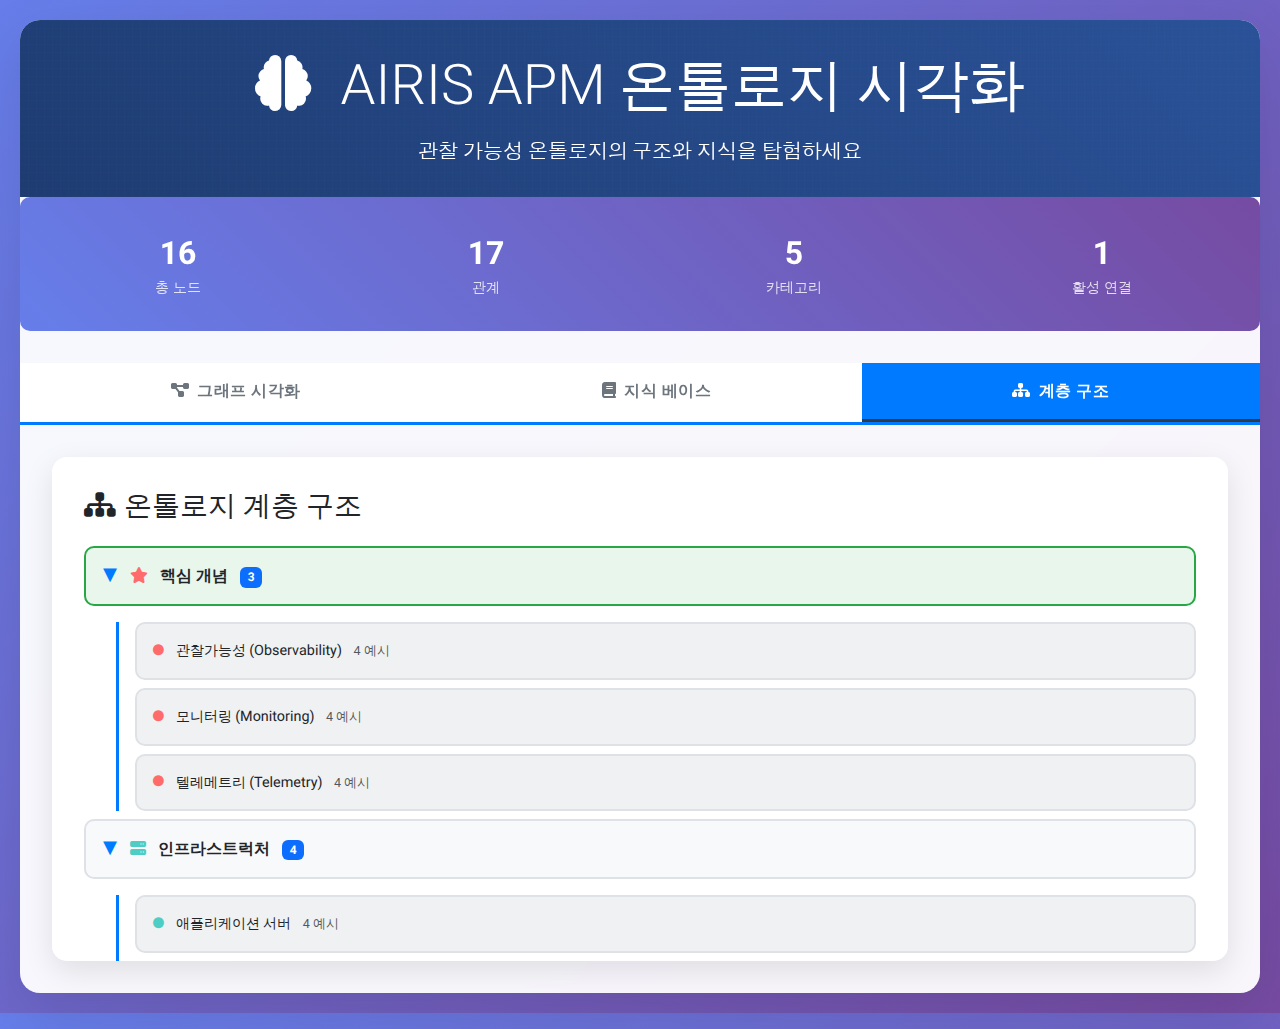 AIRIS APM 온톨로지 시각화
관찰 가능성 온톨로지의 구조와 지식을 탐험하세요
16
총 노드
17
관계
5
카테고리
1
활성 연결
그래프 시각화
지식 베이스
계층 구조
온톨로지 계층 구조
핵심 개념 3
관찰가능성 (Observability) 4 예시
모니터링 (Monitoring) 4 예시
텔레메트리 (Telemetry) 4 예시
인프라스트럭처 4
애플리케이션 서버 4 예시